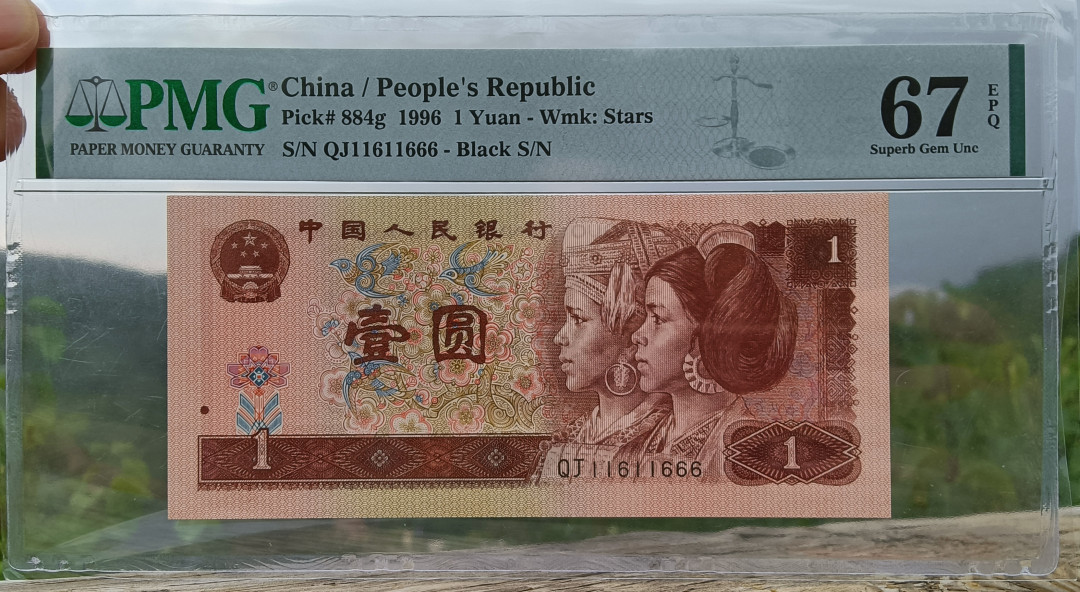 PMG® China / People's Republic
Pick# 884g 1996 1 Yuan - Wmk: Stars
PAPER MONEY GUARANTY S/N QJ11611666 - Black S/N
67 EPQ
Superb Gem Unc
中国人民银行
1
壹圆
1
QJ11611666
1